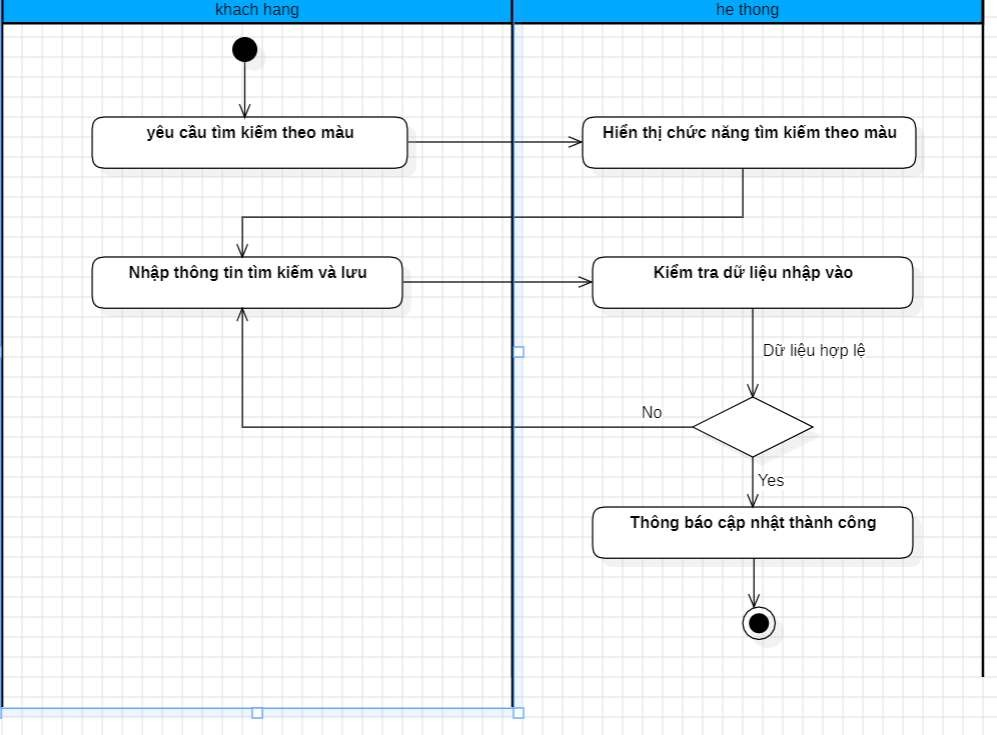 khach hang
he thong
yêu cầu tìm kiếm theo màu
Hiển thị chức năng tìm kiếm theo màu
Nhập thông tin tìm kiếm và lưu
Kiểm tra dữ liệu nhập vào
Dữ liệu hợp lệ
No
Yes
Thông báo cập nhật thành công